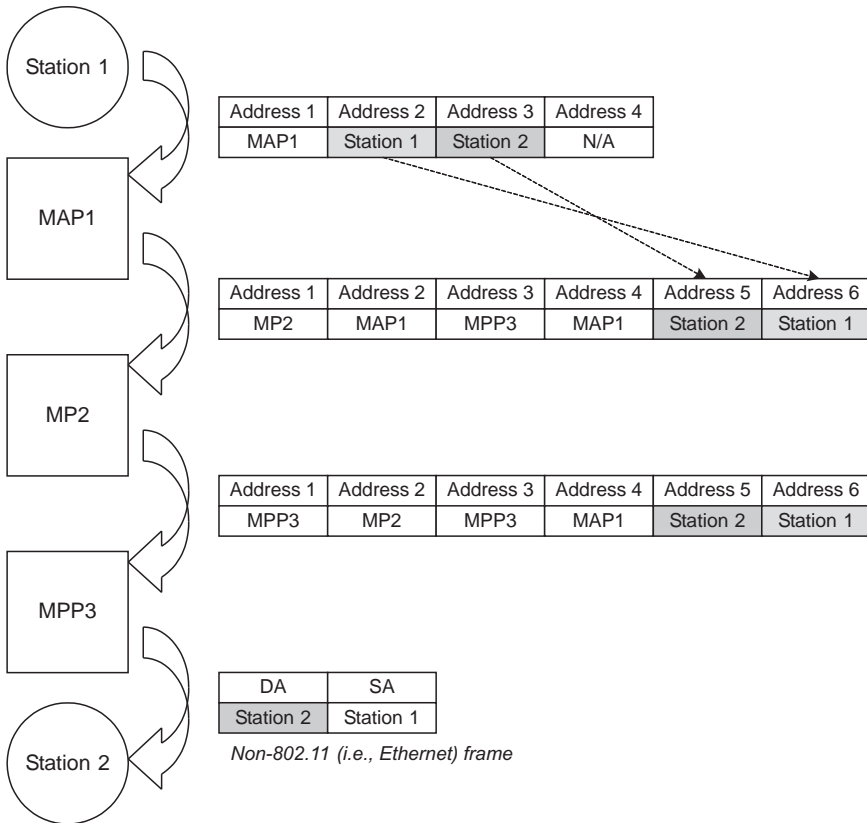 Station 1
Address 1 Address 2 Address 3 Address 4
MAP1 Station 1 Station 2 N/A
MAP1
Address 1 Address 2 Address 3 Address 4 Address 5 Address 6
MP2 MAP1 MPP3 MAP1 Station 2 Station 1
MP2
Address 1 Address 2 Address 3 Address 4 Address 5 Address 6
MPP3 MP2 MPP3 MAP1 Station 2 Station 1
MPP3
DA SA
Station 2 Station 1
Non-802.11 (i.e., Ethernet) frame
Station 2